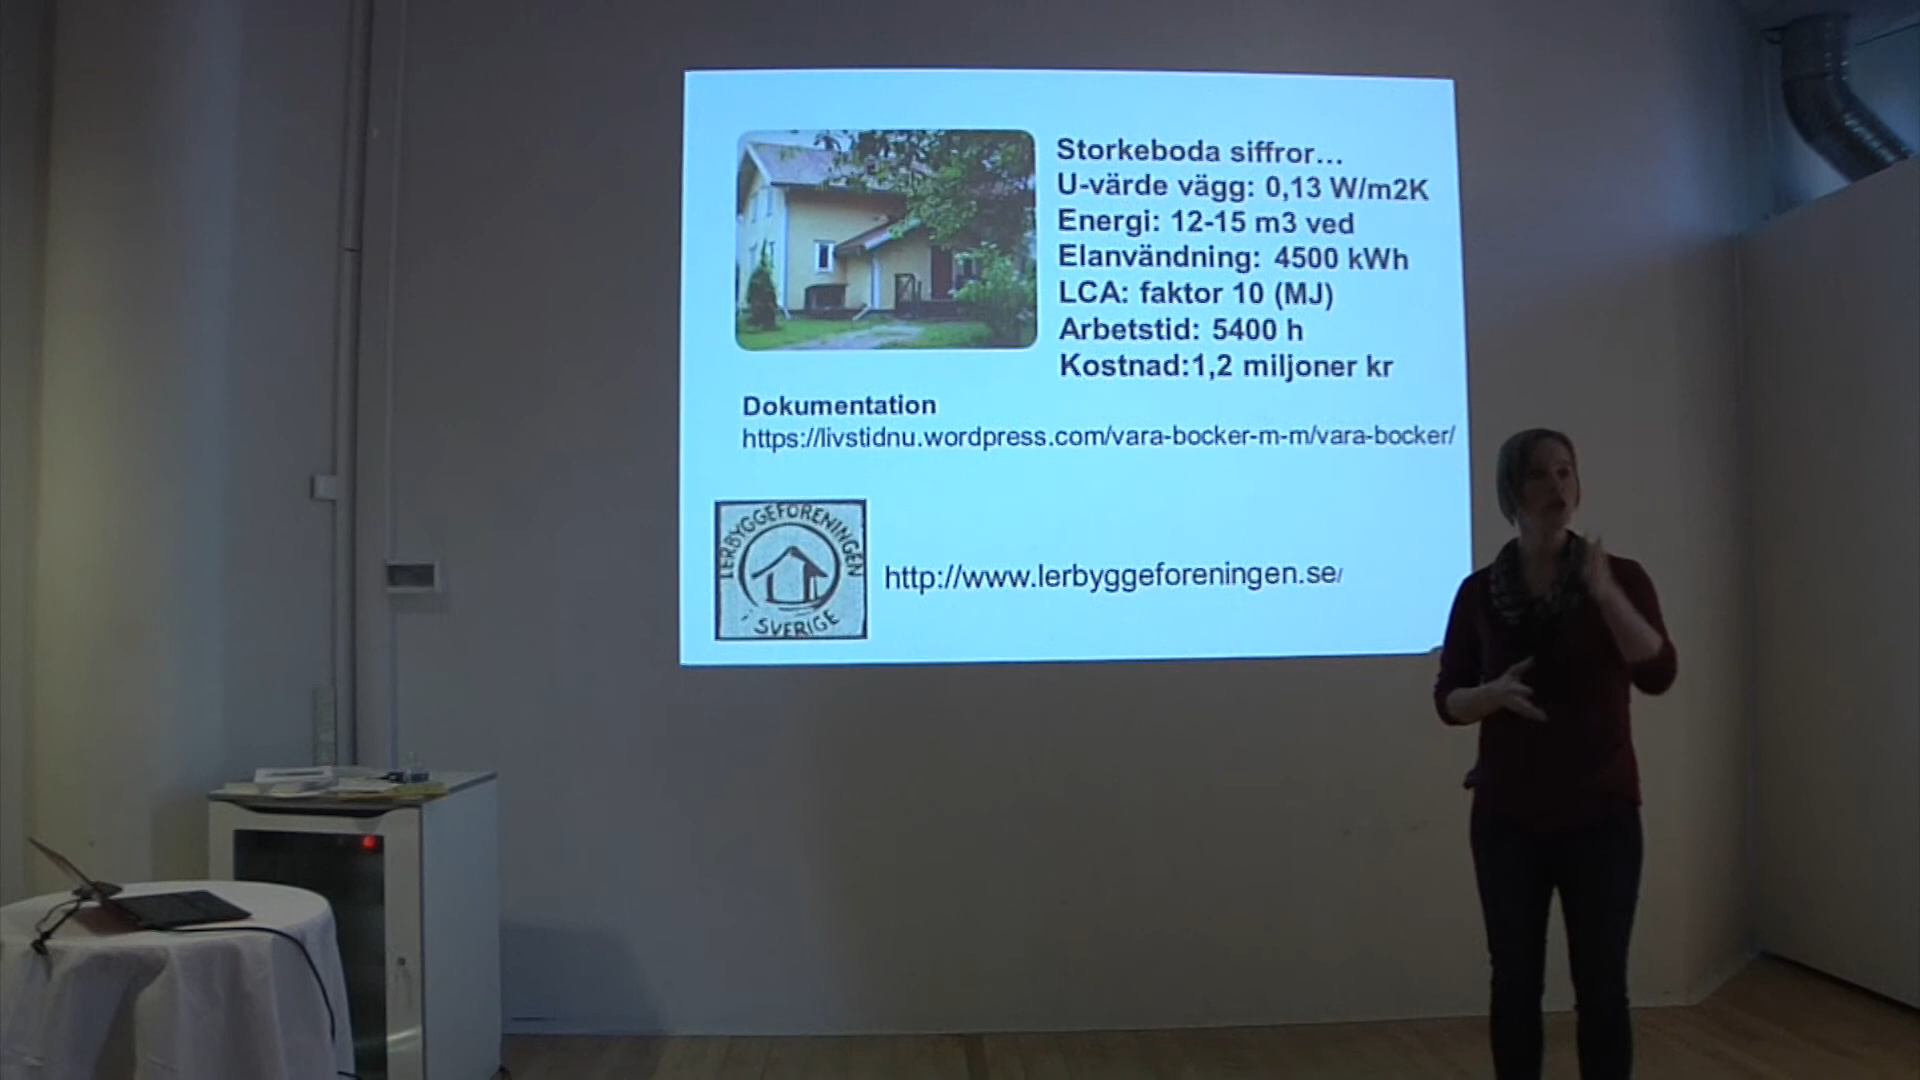 Storkeboda siffror...
U-värde vägg: 0,13 W/m2K
Energi: 12-15 m3 ved
Elanvändning: 4500 kWh
LCA: faktor 10 (MJ)
Arbetstid: 5400 h
Kostnad:1,2 miljoner kr
Dokumentation
https://livstidnu.wordpress.com/vara-bocker-m-m/vara-bocker/
LERBYGGEFORENINGEN
SVERIGE
http://www.lerbyggeforeningen.se/